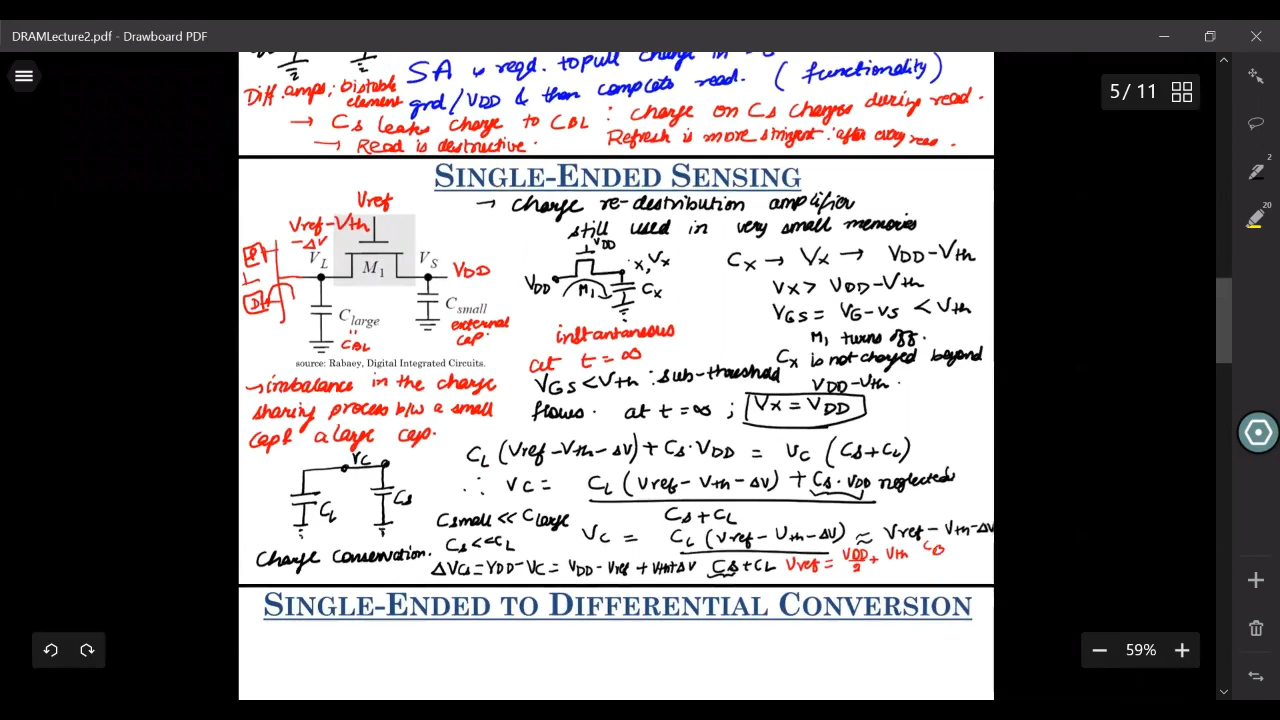 DRAMLecture2.pdf - Drawboard PDF
5 / 11
SA is reqd. to pull charge in
Diff. amps; bistable element
grd/VDD & then complete read. (functionality)
→ Cs leaks charge to CBL : charge on Cs changes during read.
→ Read is destructive.
Refresh is more stringent : after every read.
SINGLE-ENDED SENSING
→ charge re-distribution amplifier
still used in very small memories
Vref
Vref-Vth
-ΔV
VL
M1
VS
VDD
Clarge
"
CBL
Csmall
external
cap.
source: Rabaey, Digital Integrated Circuits.
VDD
VDD
M1
X, Vx
Cx
Cx → Vx → VDD-Vth
Vx > VDD-Vth
VGS = VG-VS < Vth
M1 turns off.
Cx is not charged beyond
VDD-Vth.
instantaneous
at t = ∞
VGS < Vth : sub-threshold
flows. at t = ∞ ; Vx = VDD
→ imbalance in the charge
sharing process b/w a small
cap & a large cap.
VC
CL
Cs
Charge conservation.
CL (Vref - Vth - ΔV) + Cs.VDD = VC (Cs+CL)
∴ VC = CL (Vref - Vth - ΔV) + Cs.VDD neglected
Cs + CL
Csmall << Clarge
Cs << CL
VC = CL (Vref - Vth - ΔV) ≈ Vref - Vth - ΔV
Cs + CL
Vref = VDD/2 + Vth
ΔVCs = VDD - VC = VDD - Vref + Vth + ΔV
SINGLE-ENDED TO DIFFERENTIAL CONVERSION
59%
2
20